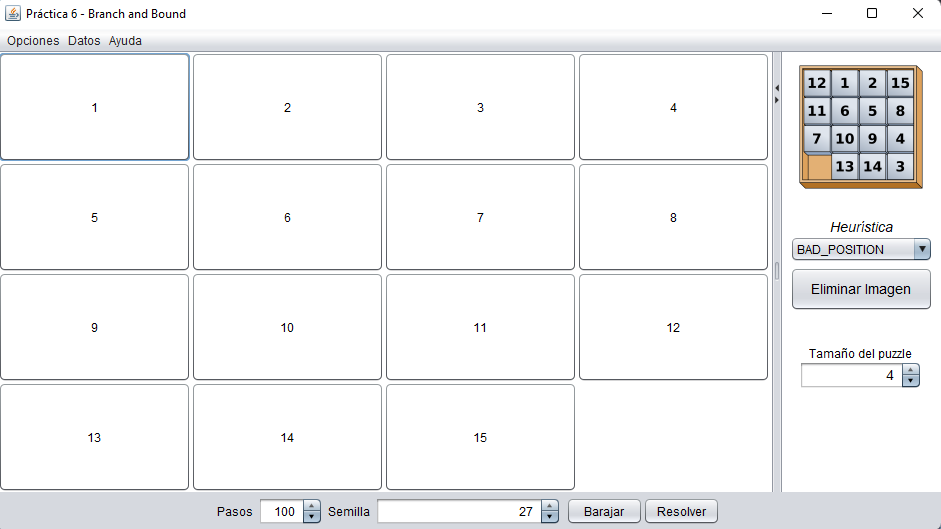 Práctica 6 - Branch and Bound
Opciones Datos Ayuda
1 2 3 4
5 6 7 8
9 10 11 12
13 14 15
12 1 2 15
11 6 5 8
7 10 9 4
13 14 3
Heurística
BAD_POSITION
Eliminar Imagen
Tamaño del puzzle
4
Pasos 100 Semilla 27 Barajar Resolver